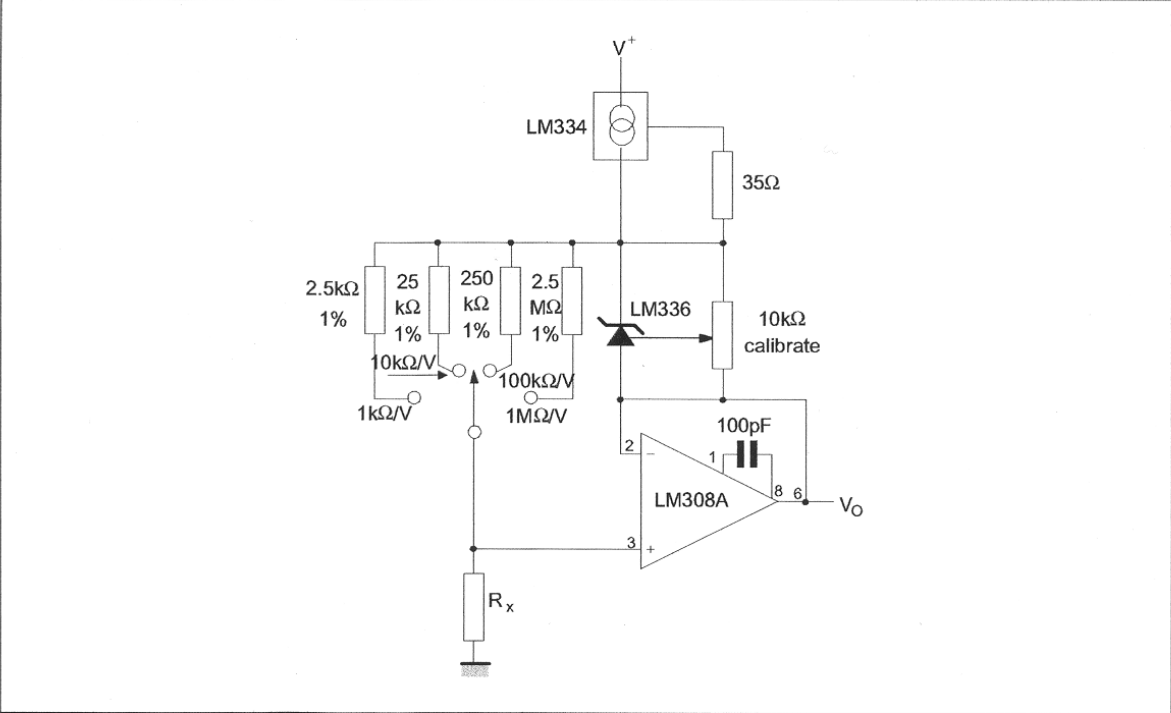 V+
LM334
35Ω
2.5kΩ
1%
25
kΩ
1%
250
kΩ
1%
2.5
MΩ
1%
LM336
10kΩ
calibrate
10kΩ/V
100kΩ/V
1kΩ/V
1MΩ/V
100pF
2
−
1
LM308A
8
6
VO
3
+
Rx